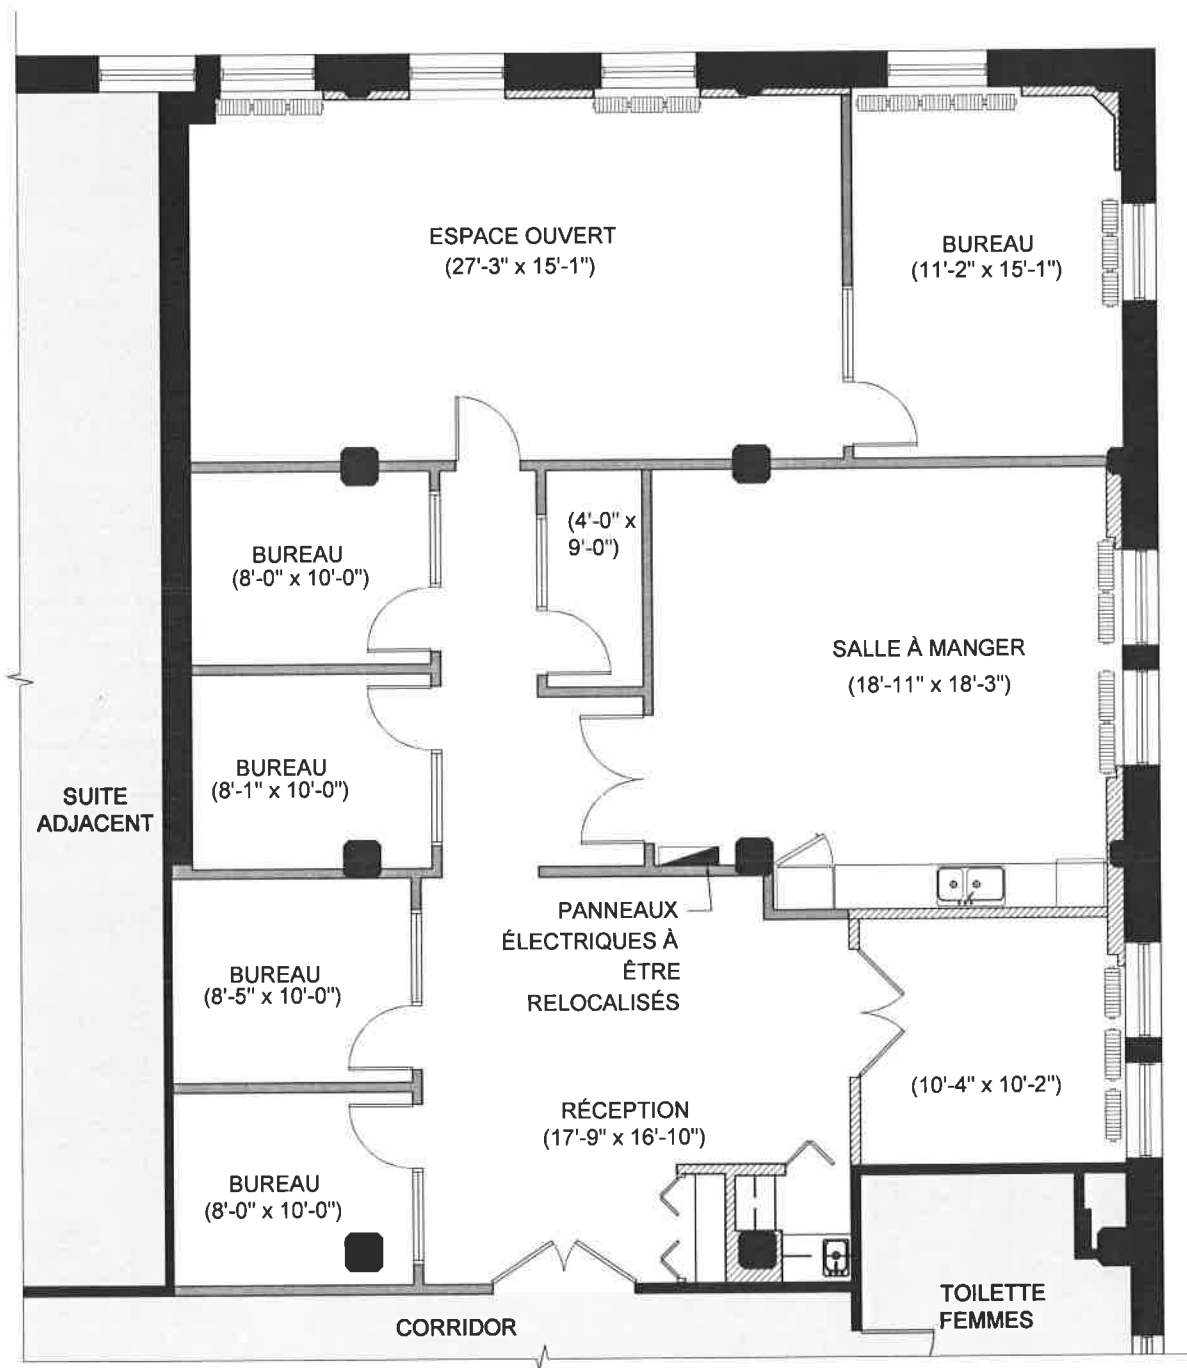 ESPACE OUVERT
(27'-3" x 15'-1")
BUREAU
(11'-2" x 15'-1")
BUREAU
(8'-0" x 10'-0")
(4'-0" x
9'-0")
SALLE À MANGER
(18'-11" x 18'-3")
BUREAU
(8'-1" x 10'-0")
SUITE
ADJACENT
PANNEAUX
ÉLECTRIQUES À
ÊTRE
RELOCALISÉS
BUREAU
(8'-5" x 10'-0")
(10'-4" x 10'-2")
RÉCEPTION
(17'-9" x 16'-10")
BUREAU
(8'-0" x 10'-0")
TOILETTE
FEMMES
CORRIDOR